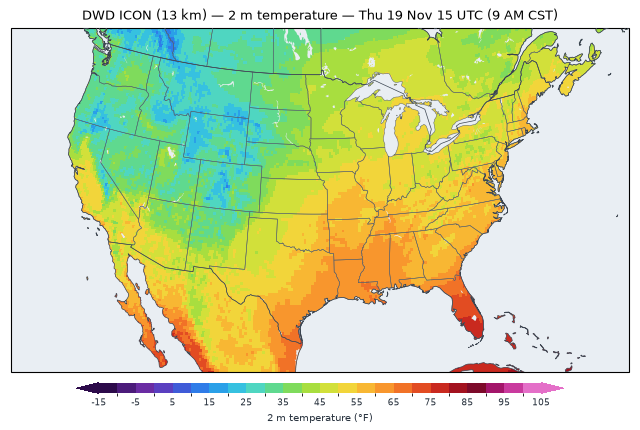 DWD ICON (13 km) — 2 m temperature — Thu 19 Nov 15 UTC (9 AM CST)
-15 -5 5 15 25 35 45 55 65 75 85 95 105
2 m temperature (°F)